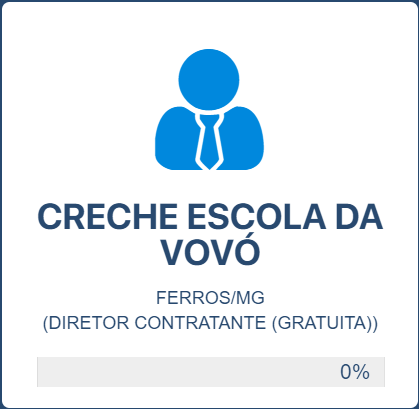 CRECHE ESCOLA DA
VOVÓ
FERROS/MG
(DIRETOR CONTRATANTE (GRATUITA))
0%